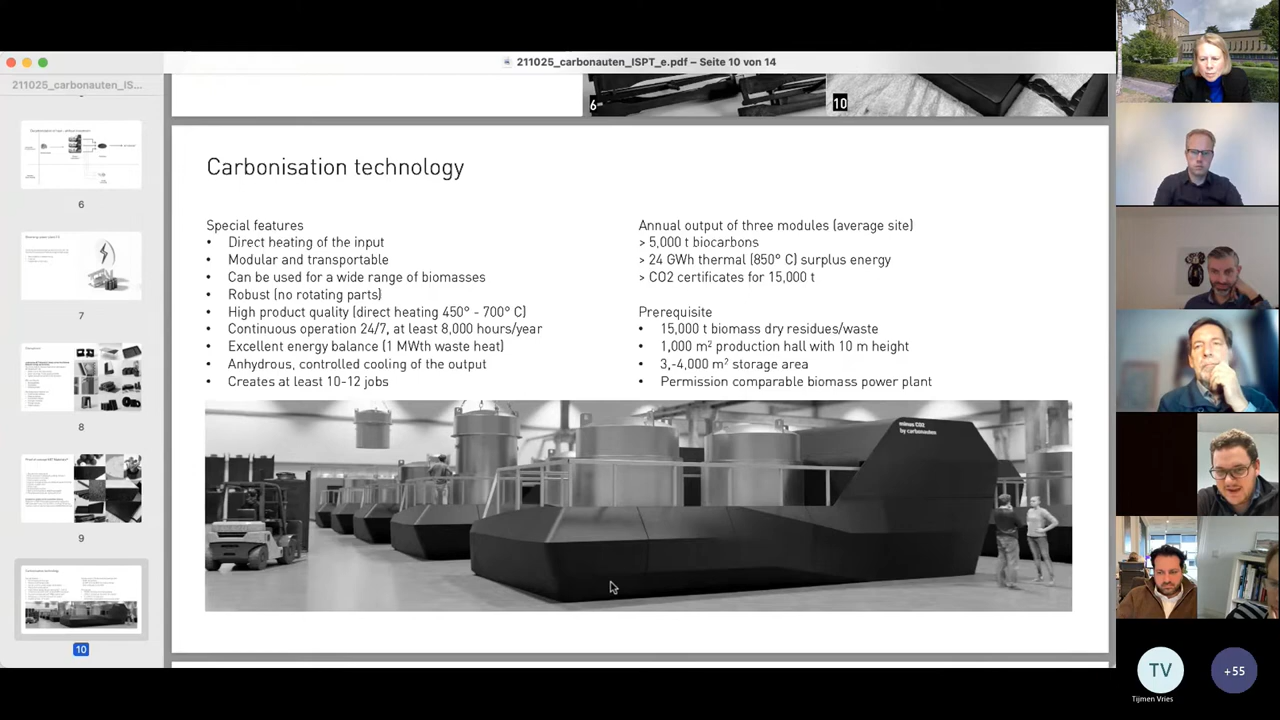 211025_carbonauten_ISPT_e.pdf – Seite 10 von 14
211025_carbonauten_IS...
6
7
8
9
10
6
10
Carbonisation technology
Special features
• Direct heating of the input
• Modular and transportable
• Can be used for a wide range of biomasses
• Robust (no rotating parts)
• High product quality (direct heating 450° - 700° C)
• Continuous operation 24/7, at least 8,000 hours/year
• Excellent energy balance (1 MWth waste heat)
• Anhydrous, controlled cooling of the output
• Creates at least 10-12 jobs
Annual output of three modules (average site)
> 5,000 t biocarbons
> 24 GWh thermal (850° C) surplus energy
> CO2 certificates for 15,000 t
Prerequisite
• 15,000 t biomass dry residues/waste
• 1,000 m² production hall with 10 m height
• 3,-4,000 m² storage area
• Permission comparable biomass power plant
minus CO2
by carbonauten
TV
Tijmen Vries
+55